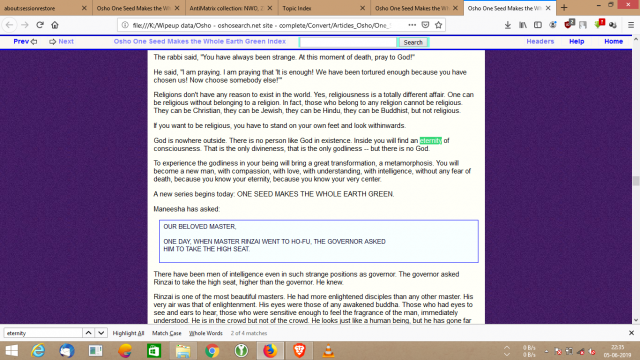 about:sessionrestore
Osho One Seed Makes the Whole
AntiMatrix collection: NWO, 2
Topic Index
Osho One Seed Makes the Whole
Osho One Seed Makes the Whole
file:///K:/Wipeup data/Osho - oshosearch.net site - complete/Convert/Articles_Osho/One_
Prev Next Osho One Seed Makes the Whole Earth Green Index Search Headers Help Home
The rabbi said, "You have always been strange. At this moment of death, pray to God!"
He said, "I am praying. I am praying that 'It is enough! We have been tortured enough because you have
chosen us! Now choose somebody else!'"
Religions don't have any reason to exist in the world. Yes, religiousness is a totally different affair. One can
be religious without belonging to a religion. In fact, those who belong to any religion cannot be religious.
They can be Christian, they can be Jewish, they can be Hindu, they can be Buddhist, but not religious.
If you want to be religious, you have to stand on your own feet and look withinwards.
God is nowhere outside. There is no person like God in existence. Inside you will find an eternity of
consciousness. That is the only divineness, that is the only godliness -- but there is no God.
To experience the godliness in your being will bring a great transformation, a metamorphosis. You will
become a new man, with compassion, with love, with understanding, with intelligence, without any fear of
death, because you know your eternity, because you know your very center.
A new series begins today: ONE SEED MAKES THE WHOLE EARTH GREEN.
Maneesha has asked:
OUR BELOVED MASTER,
ONE DAY, WHEN MASTER RINZAI WENT TO HO-FU, THE GOVERNOR ASKED
HIM TO TAKE THE HIGH SEAT.
There have been men of intelligence even in such strange positions as governor. The governor asked
Rinzai to take the high seat, higher than the governor. He knew.
Rinzai is one of the most beautiful masters. He had more enlightened disciples than any other master. His
very air was that of enlightenment. His eyes were those of any awakened buddha. Those who had eyes to
see and ears to hear, those who were sensitive enough to feel the fragrance of the man, immediately
understood. He is in the crowd but not of the crowd. He looks just like a human being, but he has gone far
eternity Highlight All Match Case Whole Words 2 of 4 matches
0 B/s
0 B/s
22:35
05-08-2019